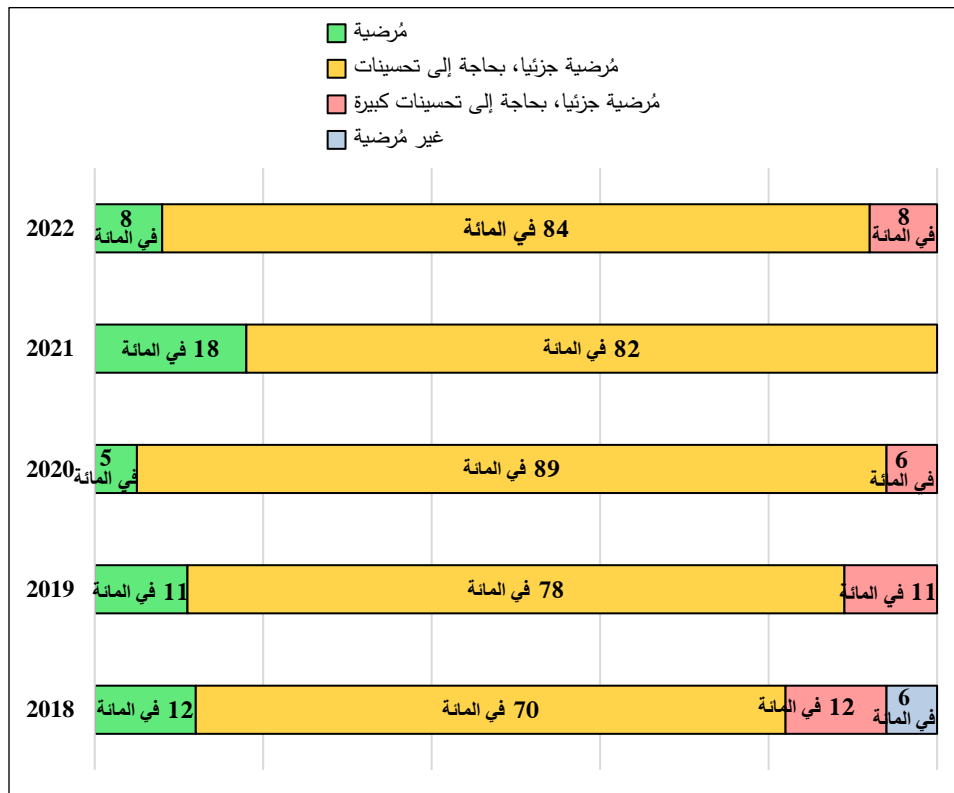 مُرضية
مُرضية جزئيا، بحاجة إلى تحسينات
مُرضية جزئيا، بحاجة إلى تحسينات كبيرة
غير مُرضية
2022
8
في المائة
84 في المائة
8
في المائة
2021
18 في المائة
82 في المائة
2020
5
في المائة
89 في المائة
6
في المائة
2019
11 في المائة
78 في المائة
11 في المائة
2018
12 في المائة
70 في المائة
12 في المائة
6
في المائة